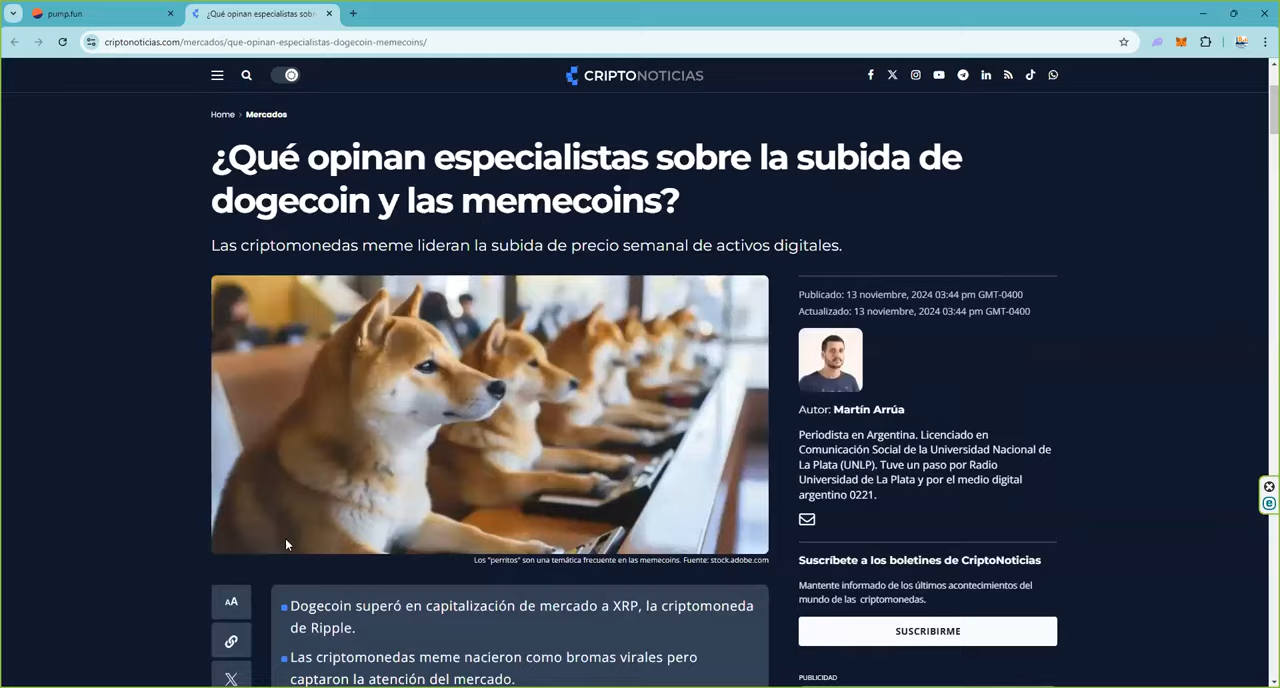 pump.fun
¿Qué opinan especialistas sobr
criptonoticias.com/mercados/que-opinan-especialistas-dogecoin-memecoins/
CRIPTONOTICIAS
Home > Mercados
¿Qué opinan especialistas sobre la subida de
dogecoin y las memecoins?
Las criptomonedas meme lideran la subida de precio semanal de activos digitales.
Los "perritos" son una temática frecuente en las memecoins. Fuente: stock.adobe.com
AA
Dogecoin superó en capitalización de mercado a XRP, la criptomoneda
de Ripple.
Las criptomonedas meme nacieron como bromas virales pero
captaron la atención del mercado.
Publicado: 13 noviembre, 2024 03:44 pm GMT-0400
Actualizado: 13 noviembre, 2024 03:44 pm GMT-0400
Autor: Martín Arrúa
Periodista en Argentina. Licenciado en
Comunicación Social de la Universidad Nacional de
La Plata (UNLP). Tuve un paso por Radio
Universidad de La Plata y por el medio digital
argentino 0221.
Suscríbete a los boletines de CriptoNoticias
Mantente informado de los últimos acontecimientos del
mundo de las criptomonedas.
SUSCRIBIRME
PUBLICIDAD